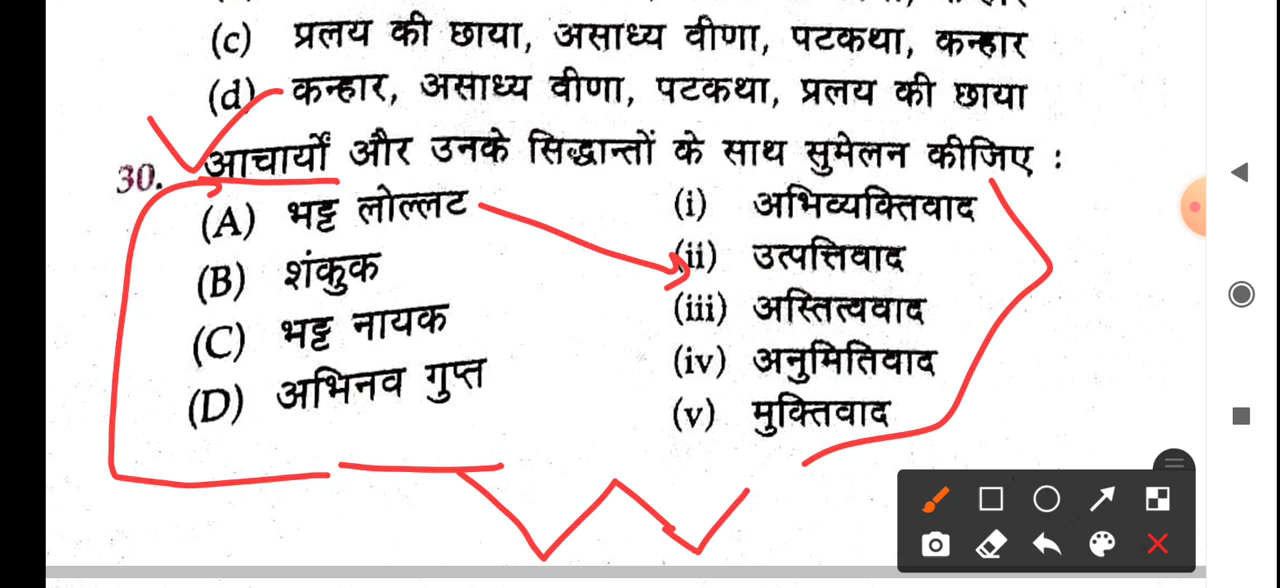 (c) प्रलय की छाया, असाध्य वीणा, पटकथा, कन्हार
(d) कन्हार, असाध्य वीणा, पटकथा, प्रलय की छाया
30. आचार्यों और उनके सिद्धान्तों के साथ सुमेलन कीजिए :
(A) भट्ट लोल्लट (i) अभिव्यक्तिवाद
(B) शंकुक (ii) उत्पत्तिवाद
(C) भट्ट नायक (iii) अस्तित्ववाद
(D) अभिनव गुप्त (iv) अनुमितिवाद
(v) मुक्तिवाद